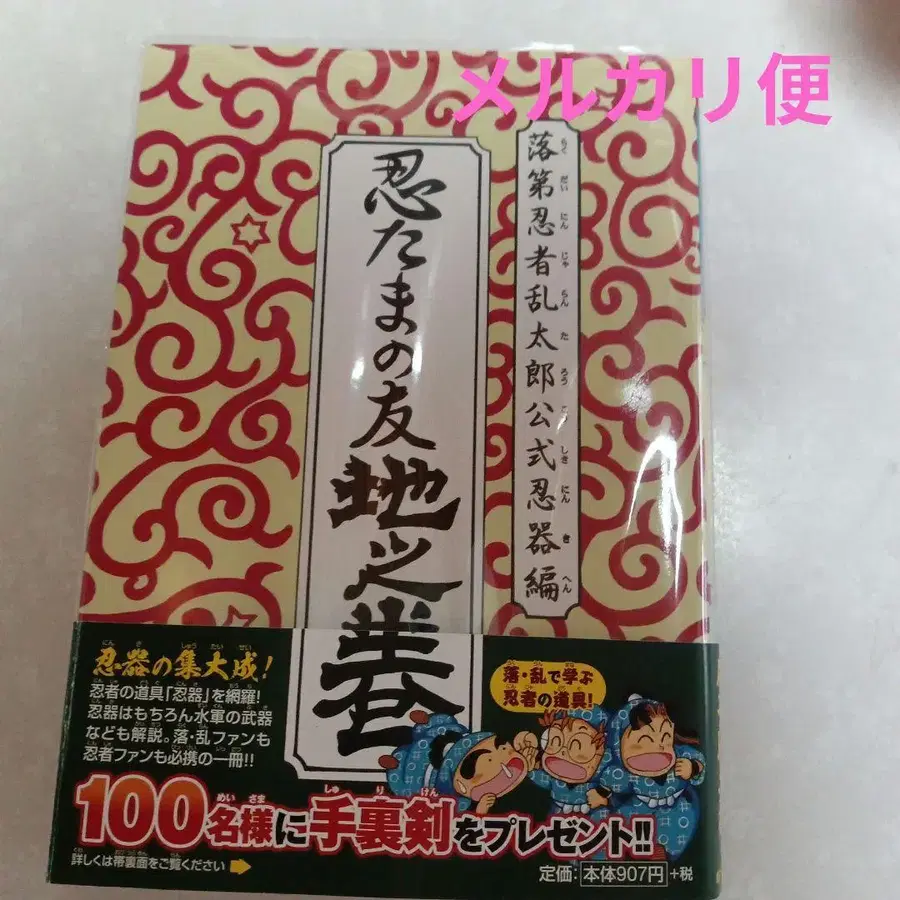 メルカリ便
落第忍者乱太郎公式忍器編
忍たまの友
地之巻
忍器の集大成!
忍者の道具「忍器」を網羅!
忍器はもちろん水軍の武器
なども解説。落・乱ファンも
忍者ファンも必携の一冊!!
落・乱で学ぶ
忍者の道具!
100名様に手裏剣をプレゼント!!
詳しくは帯裏面をご覧ください
定価:本体907円+税